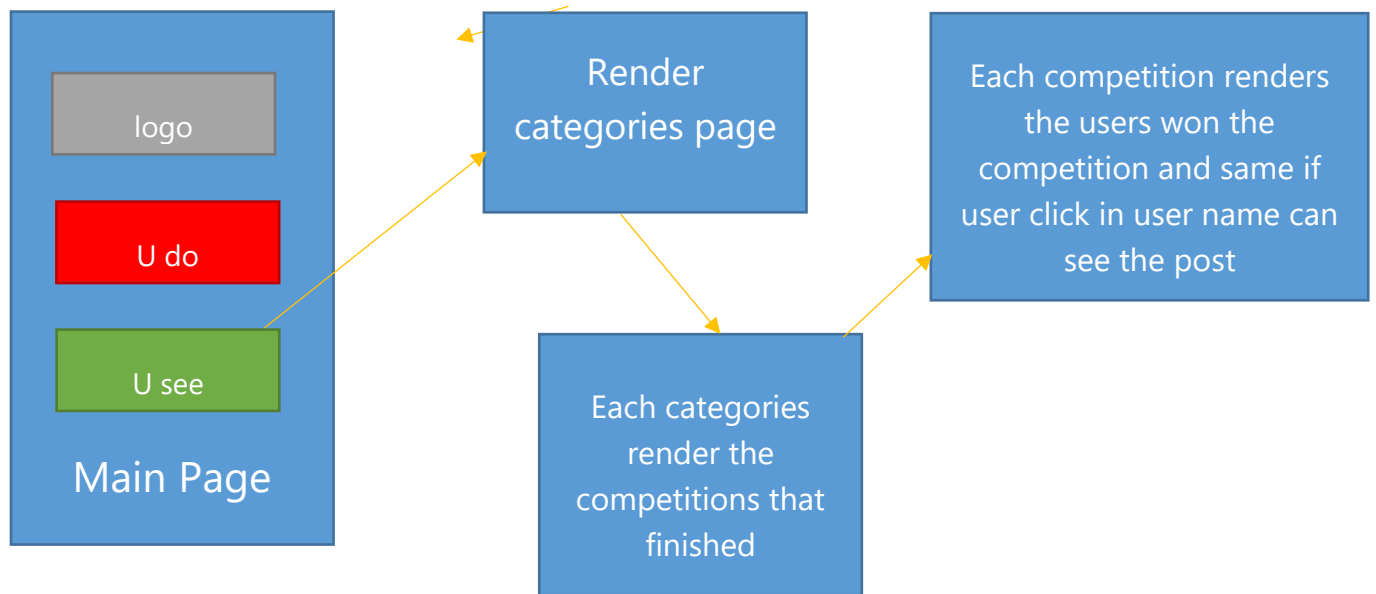 logo
U do
U see
Main Page
Render
categories page
Each categories
render the
competitions that
finished
Each competition renders
the users won the
competition and same if
user click in user name can
see the post